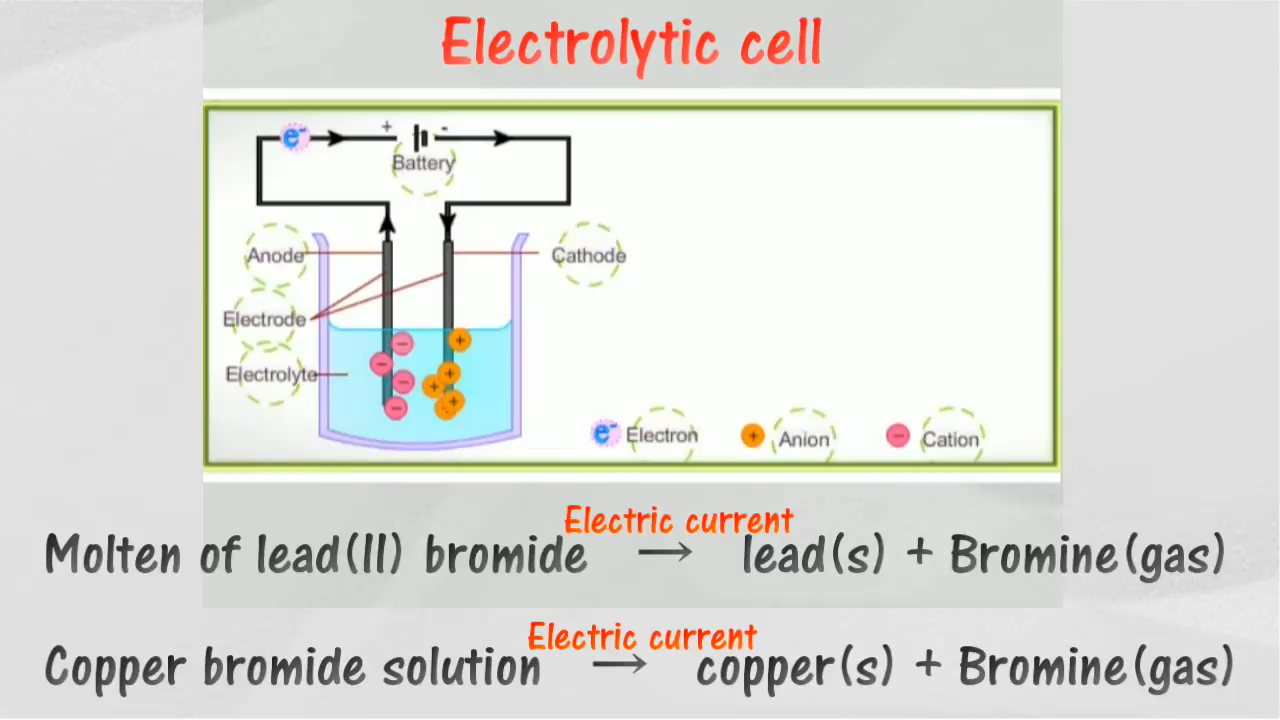 Electrolytic cell
e⁻ + -
Battery
Anode
Cathode
Electrode
Electrolyte
e⁻ Electron + Anion − Cation
Electric current
Molten of lead(II) bromide → lead(s) + Bromine(gas)
Electric current
Copper bromide solution → copper(s) + Bromine(gas)